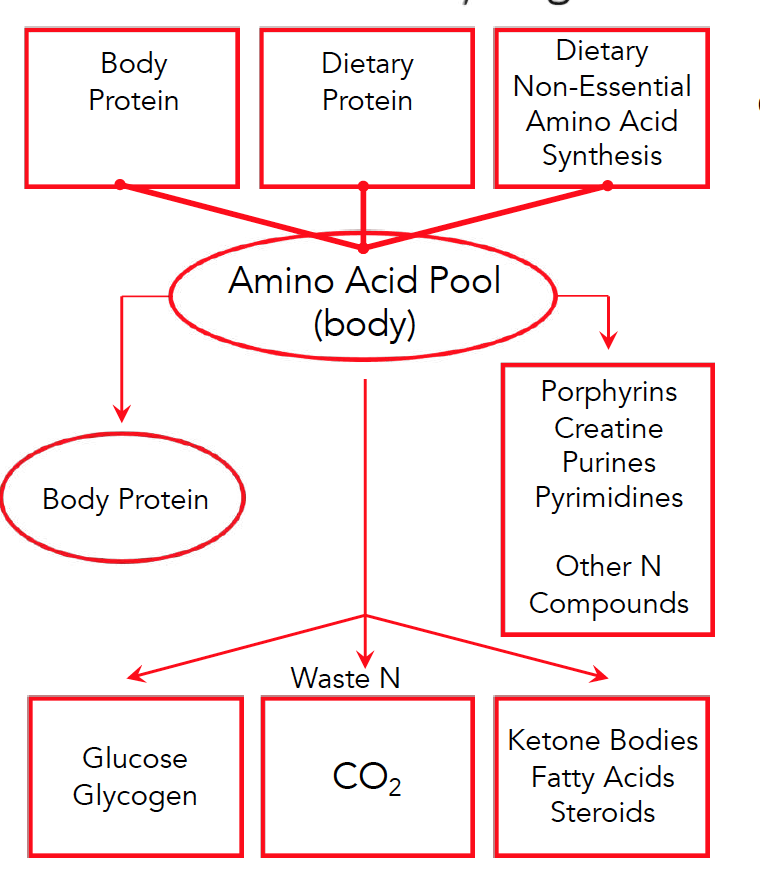 Body
Protein
Dietary
Protein
Dietary
Non-Essential
Amino Acid
Synthesis
Amino Acid Pool
(body)
Porphyrins
Creatine
Purines
Pyrimidines
Other N
Compounds
Body Protein
Waste N
Glucose
Glycogen
CO₂
Ketone Bodies
Fatty Acids
Steroids